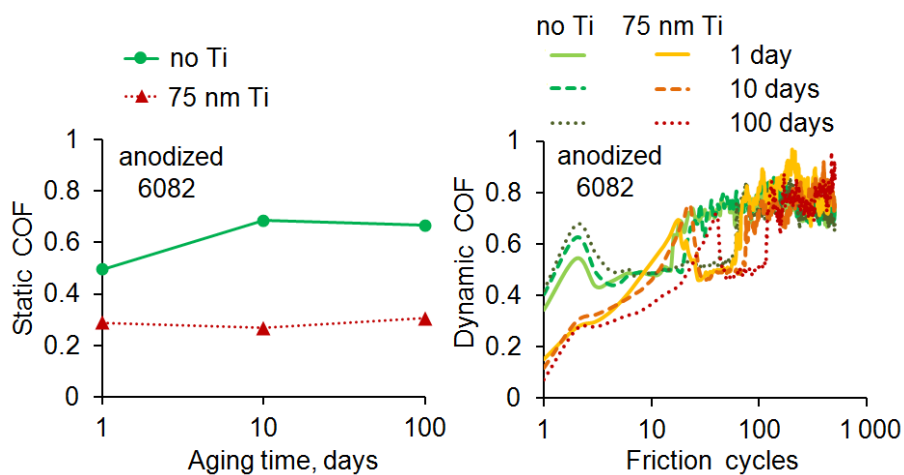 no Ti
75 nm Ti
1
0.8
0.6
0.4
0.2
0
Static COF
anodized
6082
1 10 100
Aging time, days
no Ti 75 nm Ti
1 day
10 days
100 days
1
0.8
0.6
0.4
0.2
0
Dynamic COF
anodized
6082
1 10 100 1 000
Friction cycles